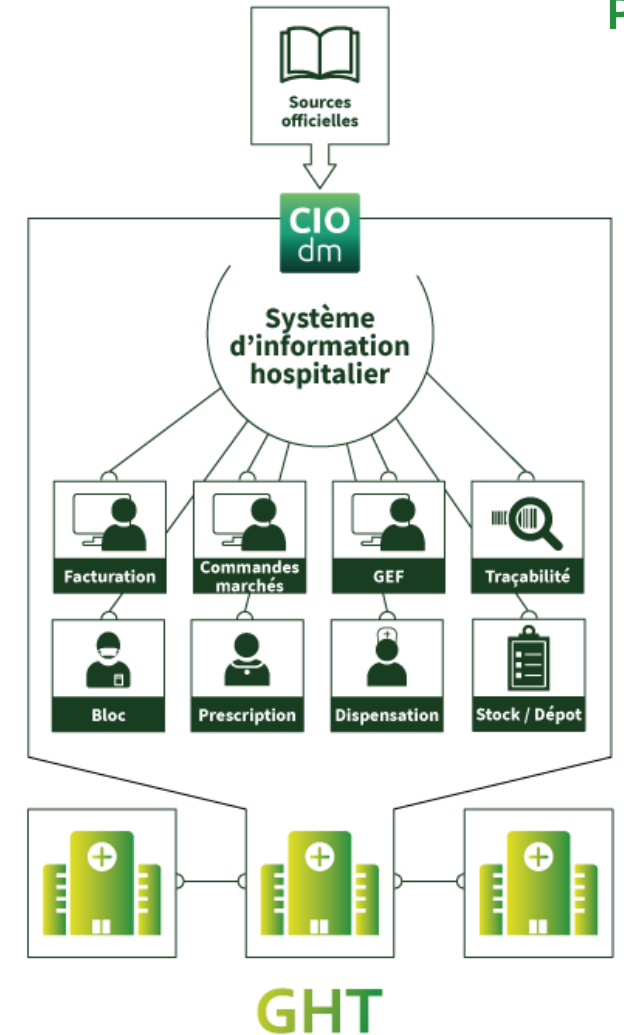 P
Sources
officielles
CIO
dm
Système
d’information
hospitalier
Facturation
Commandes
marchés
GEF
Traçabilité
Bloc
Prescription
Dispensation
Stock / Dépot
GHT